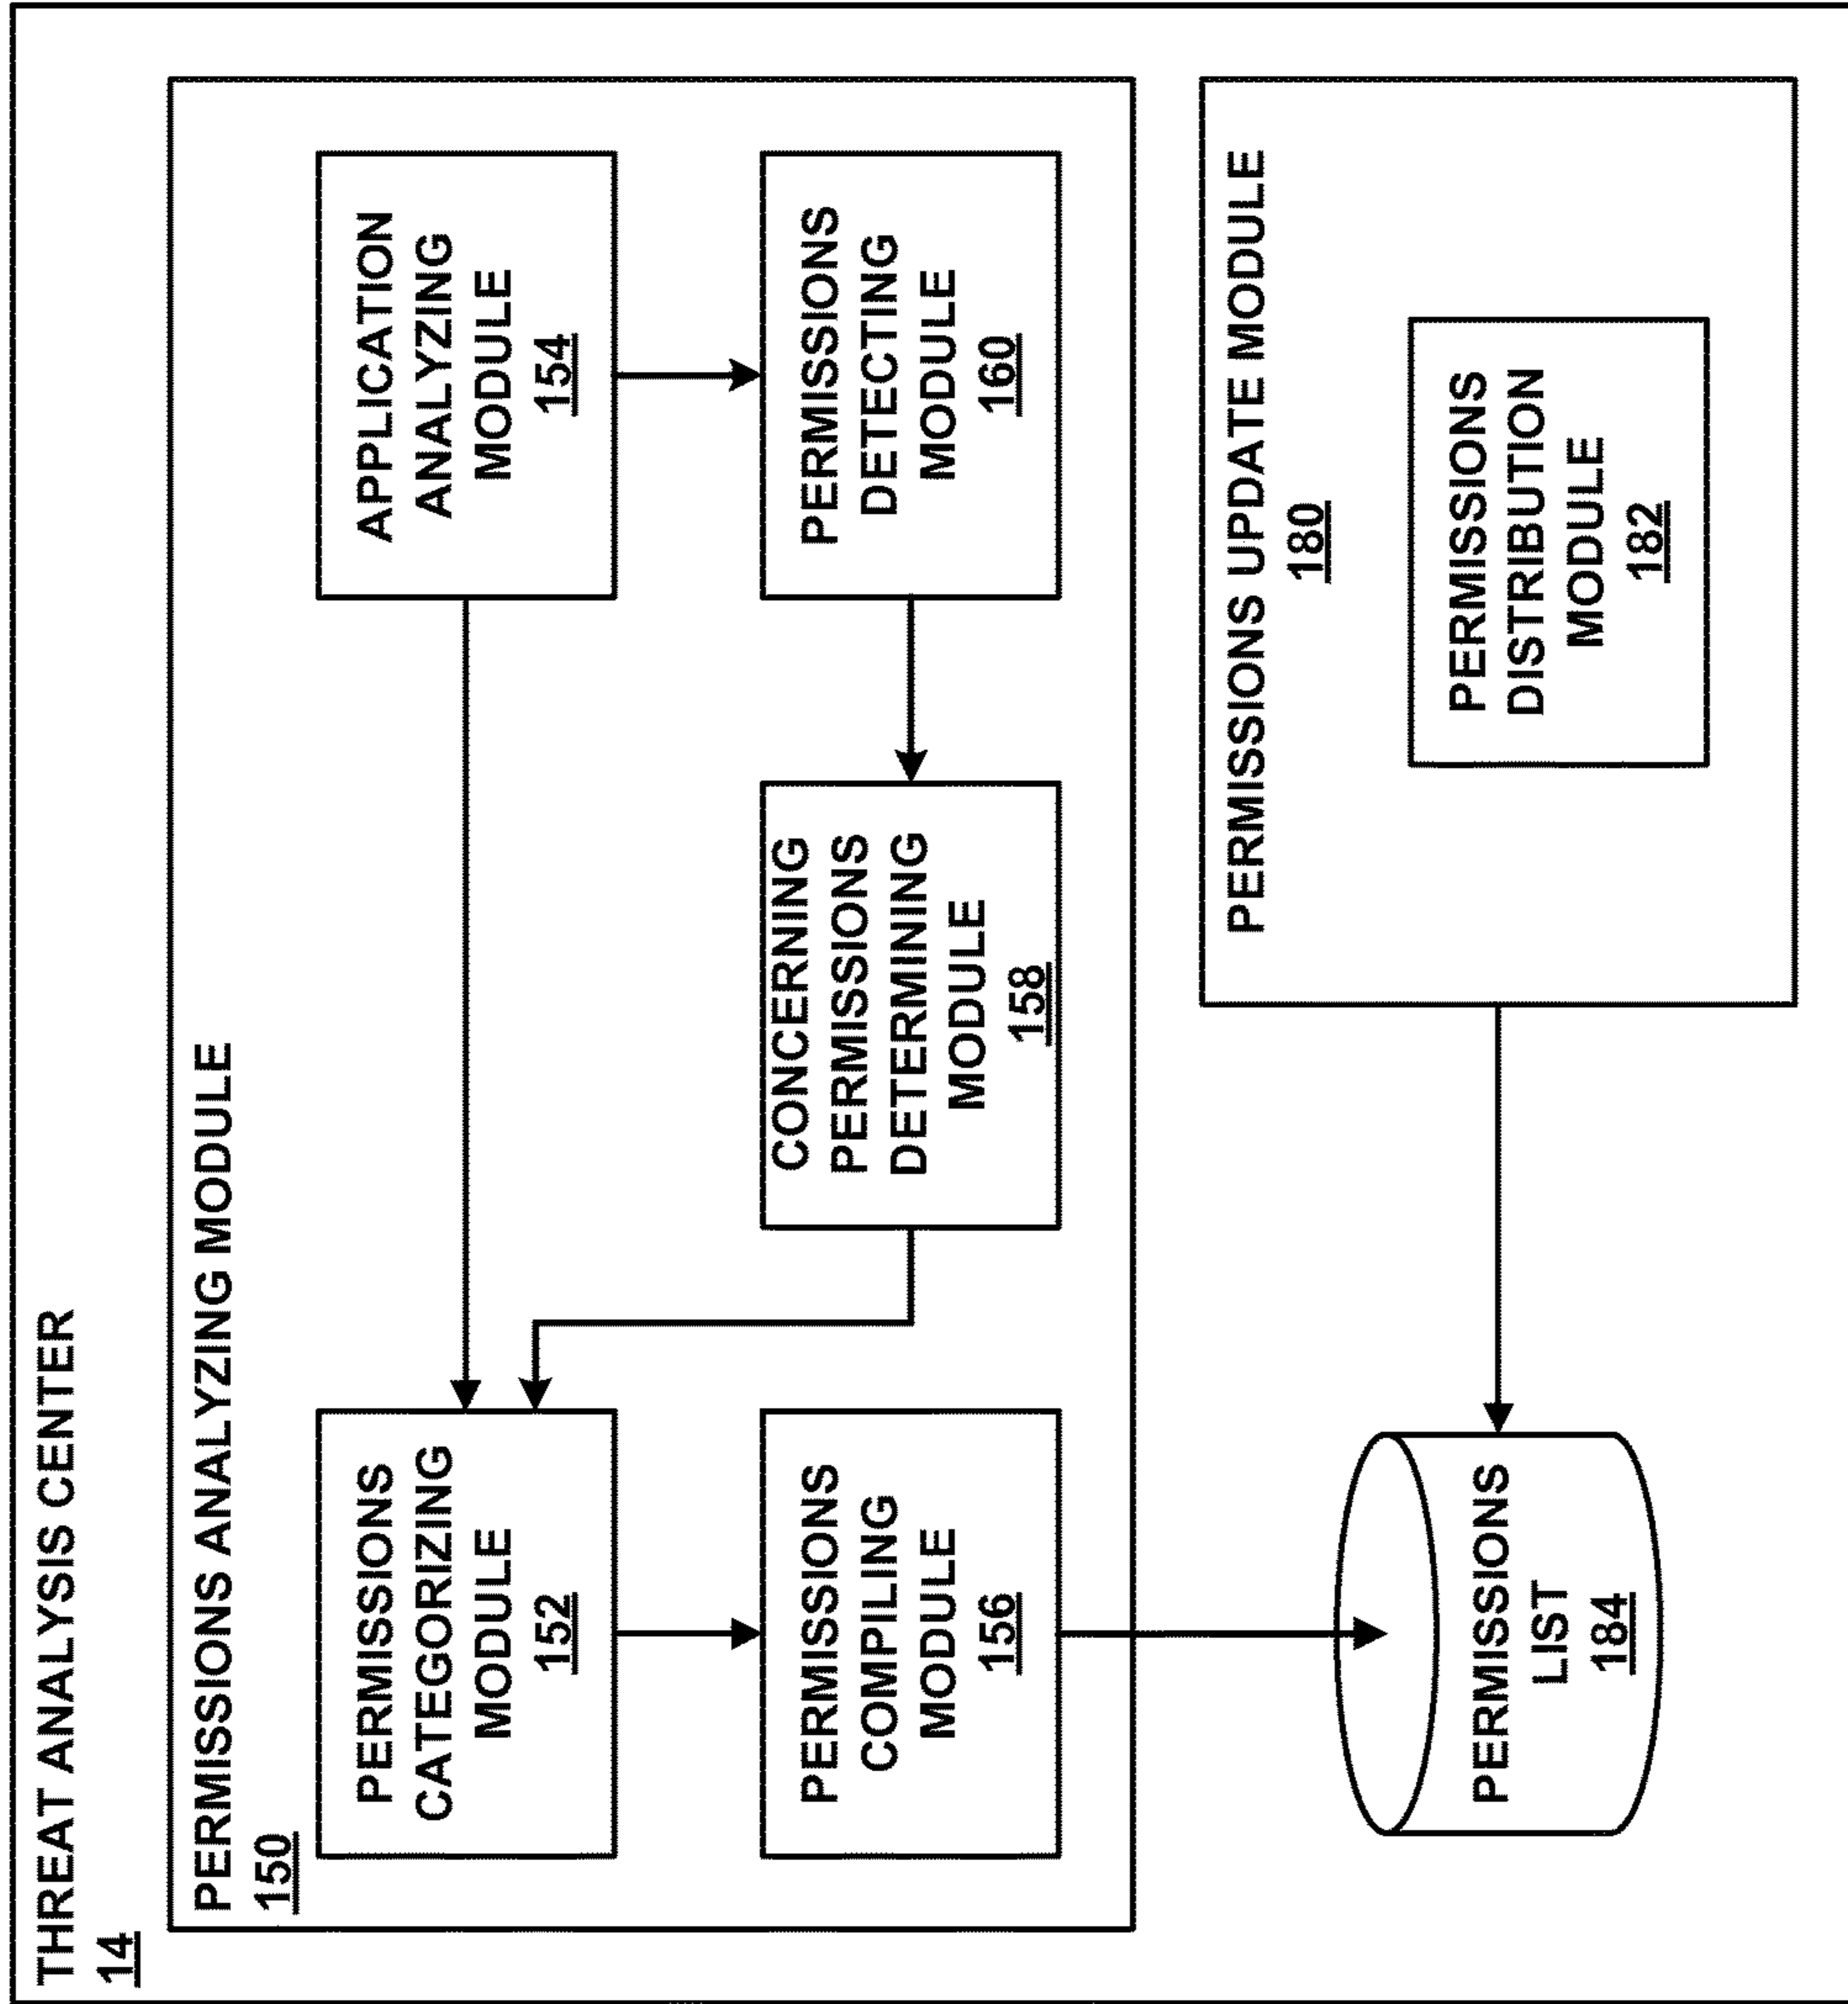 THREAT ANALYSIS CENTER
14
PERMISSIONS ANALYZING MODULE
150
PERMISSIONS
CATEGORIZING
MODULE
152
APPLICATION
ANALYZING
MODULE
154
PERMISSIONS
COMPILING
MODULE
156
CONCERNING
PERMISSIONS
DETERMINING
MODULE
158
PERMISSIONS
DETECTING
MODULE
160
PERMISSIONS
LIST
184
PERMISSIONS UPDATE MODULE
180
PERMISSIONS
DISTRIBUTION
MODULE
182